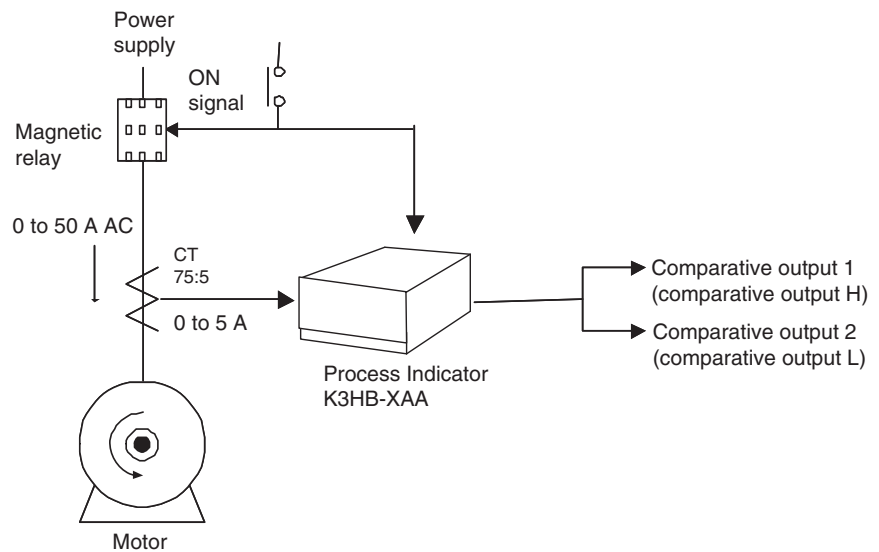 Power
supply
ON
signal
Magnetic
relay
0 to 50 A AC
CT
75:5
0 to 5 A
Comparative output 1
(comparative output H)
Comparative output 2
(comparative output L)
Process Indicator
K3HB-XAA
Motor